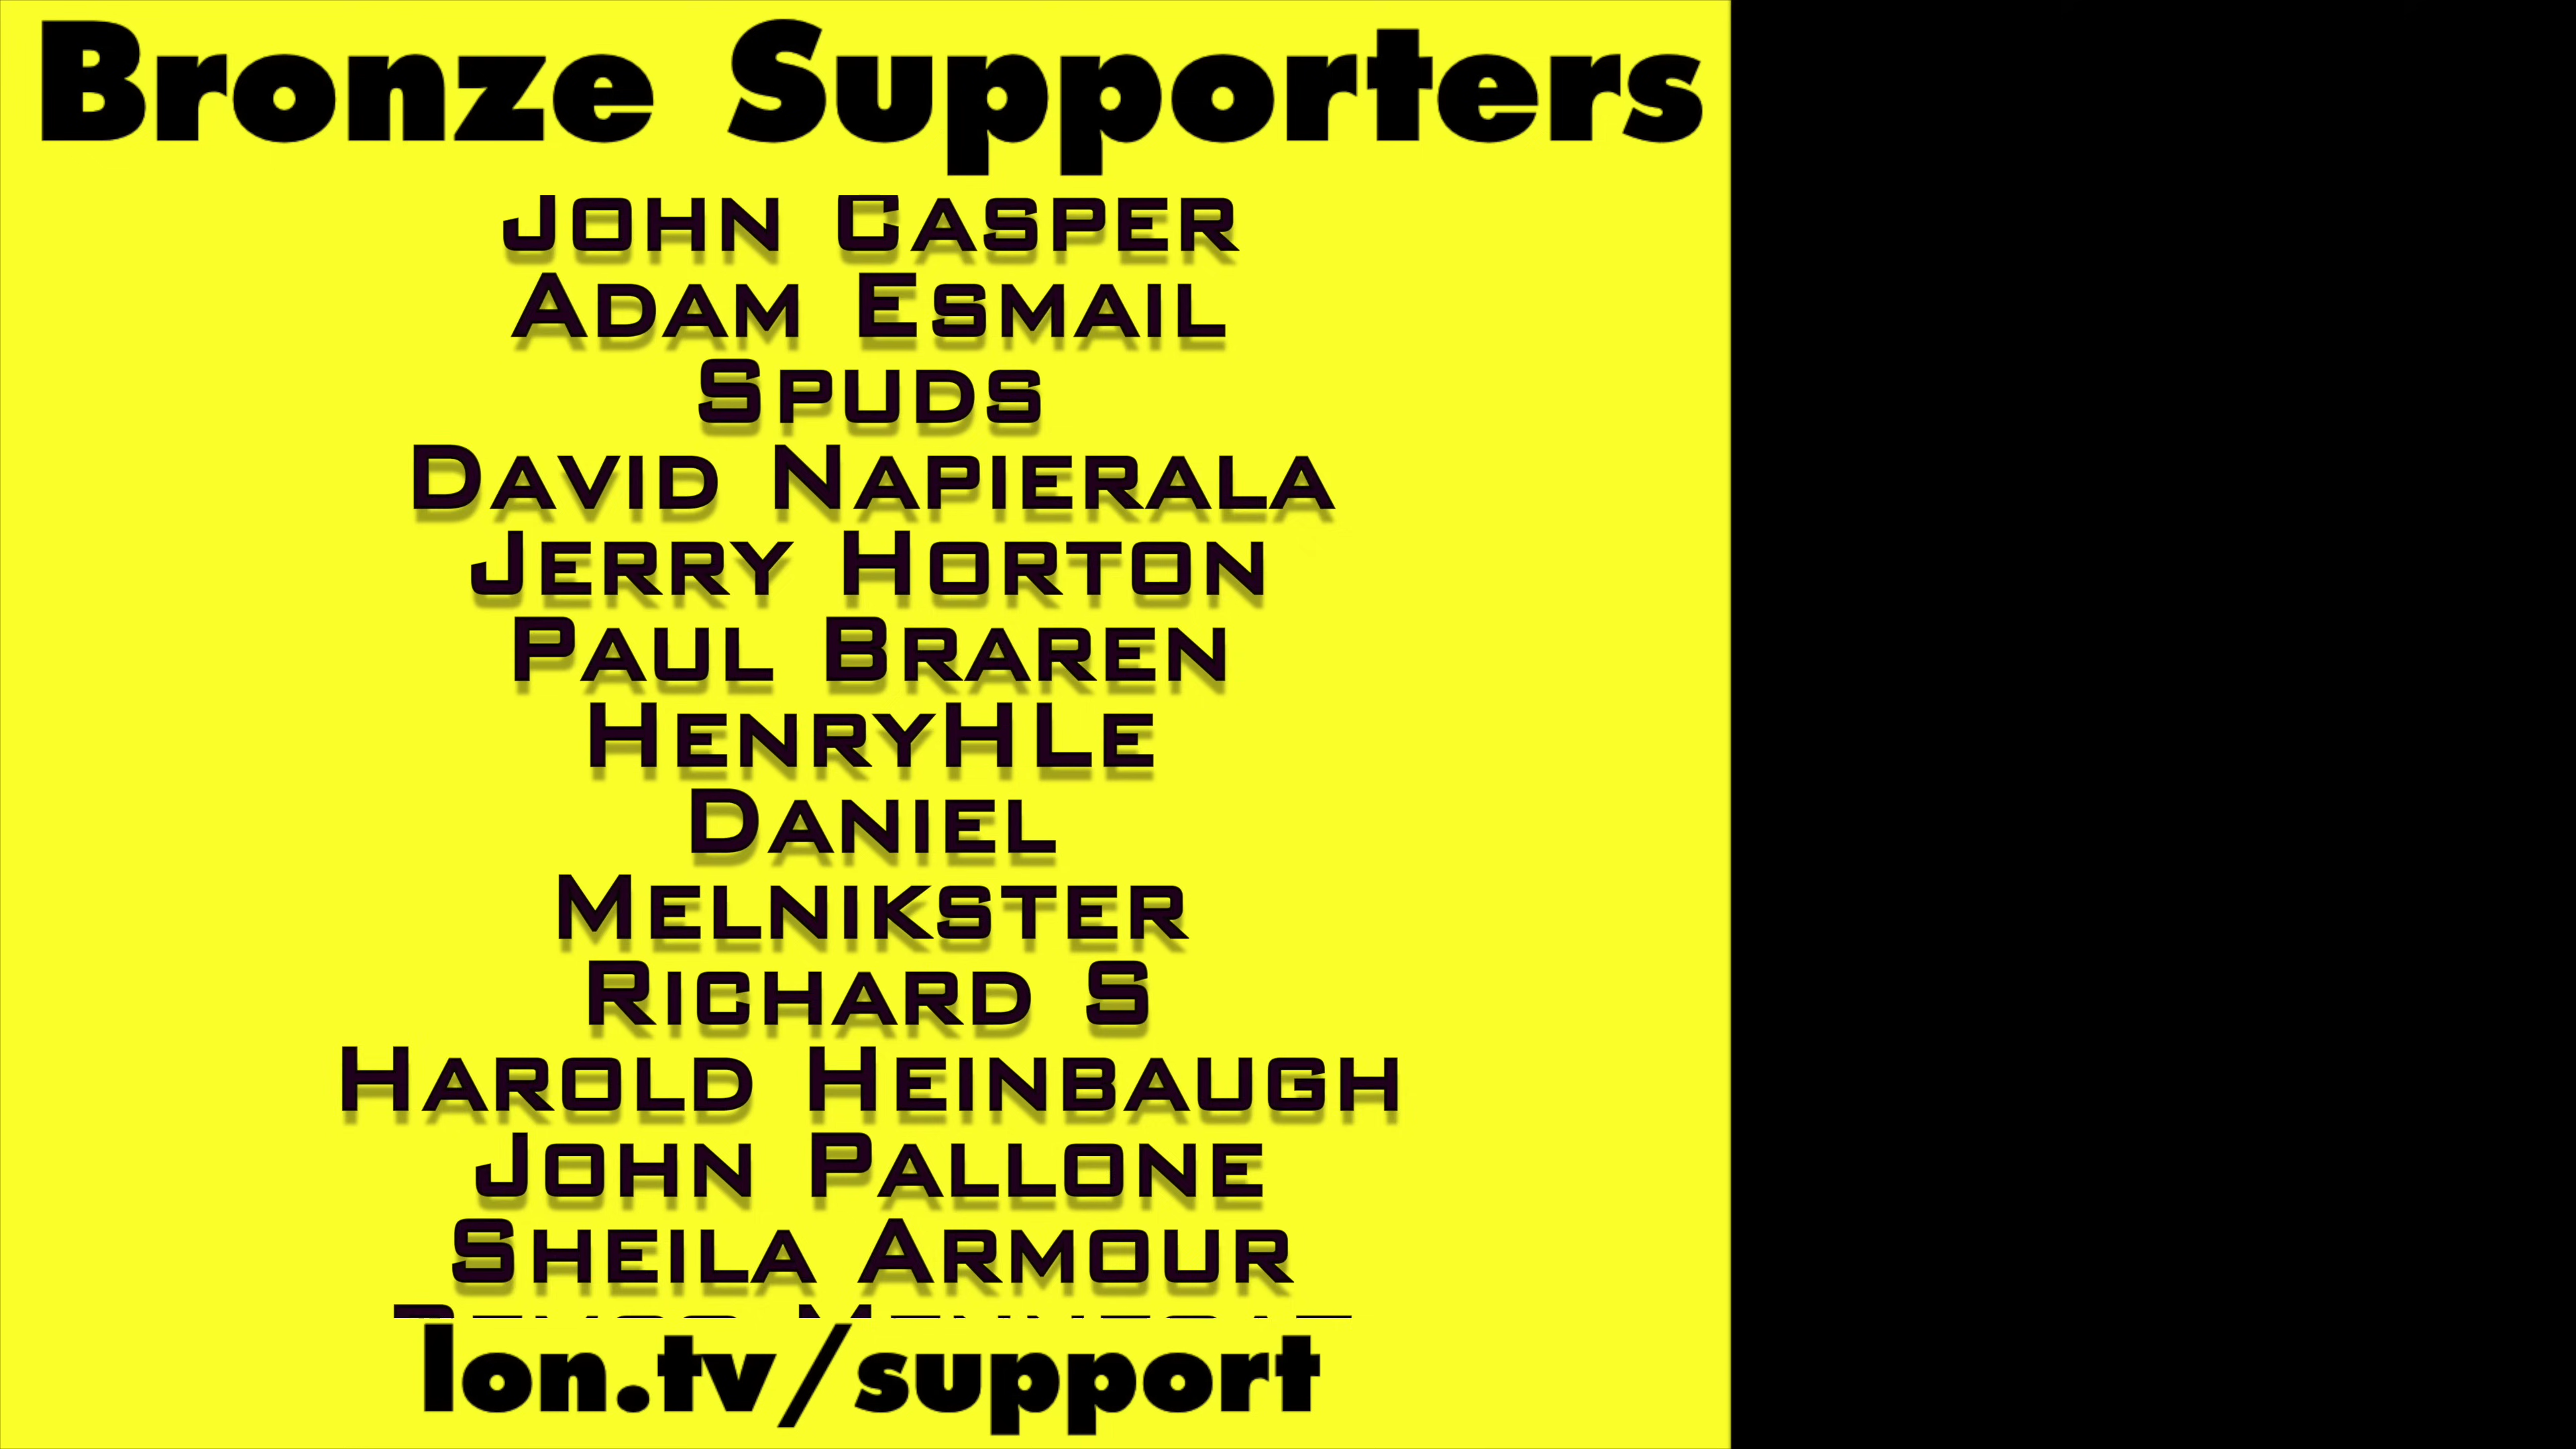 Bronze Supporters
John Casper
Adam Esmail
Spuds
David Napierala
Jerry Horton
Paul Braren
HenryHLe
Daniel
Melnikster
Richard S
Harold Heinbaugh
John Pallone
Sheila Armour
lon.tv/support